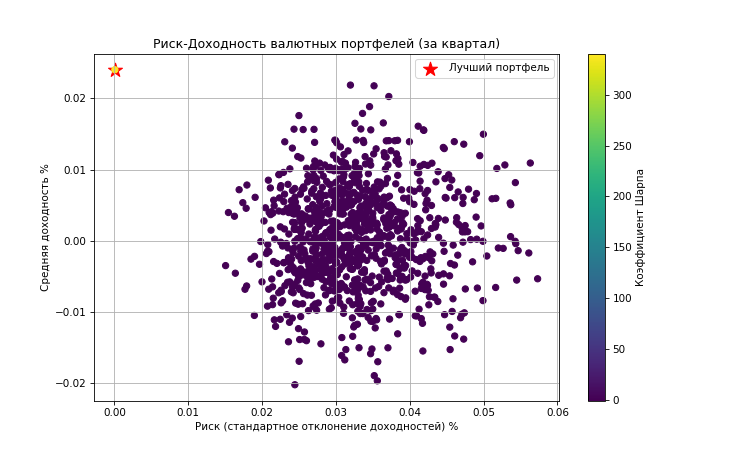 Риск-Доходность валютных портфелей (за квартал)
Лучший портфель
Средняя доходность %
0.02
0.01
0.00
−0.01
−0.02
0.00 0.01 0.02 0.03 0.04 0.05 0.06
Риск (стандартное отклонение доходностей) %
300
250
200
150
100
50
0
Коэффициент Шарпа